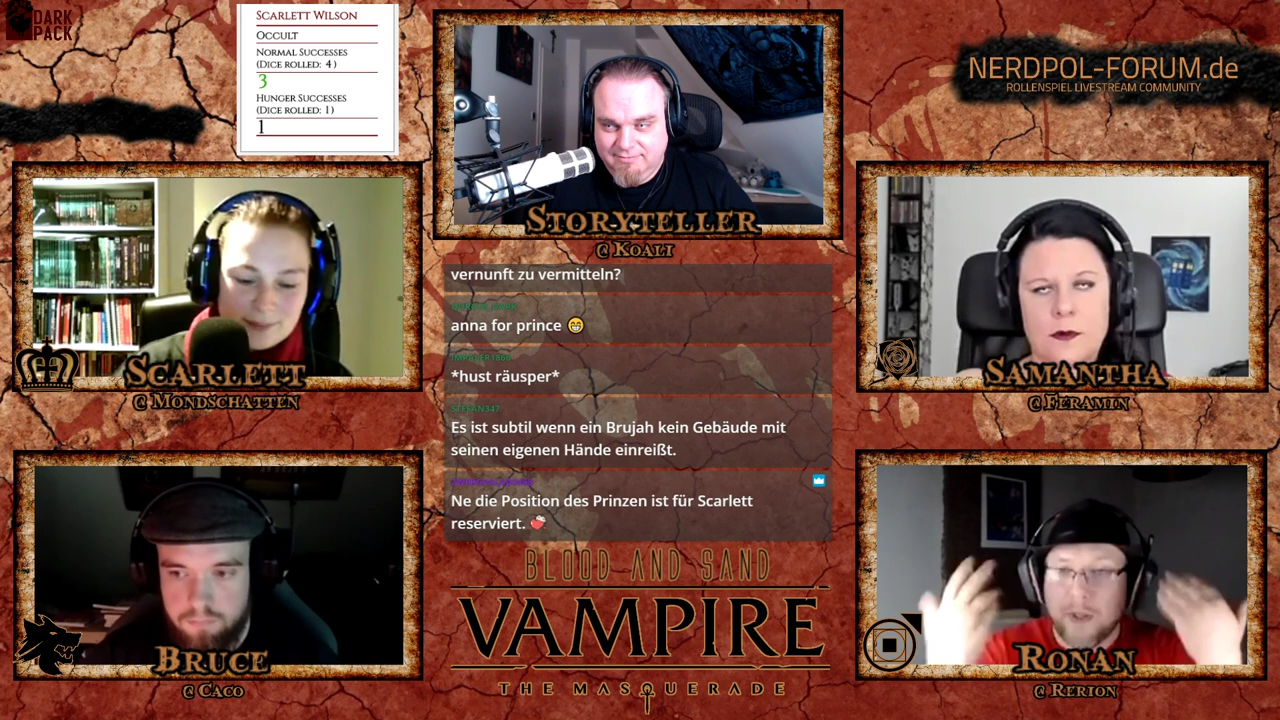 DARK
PACK
SCARLETT WILSON
OCCULT
NORMAL SUCCESSES
(DICE ROLLED: 4 )
3
HUNGER SUCCESSES
(DICE ROLLED: 1 )
1
NERDPOL-FORUM.de
ROLLENSPIEL LIVESTREAM COMMUNITY
STORYTELLER
@ KOALI
SCARLETT
@ MONDSCHATTEN
SAMANTHA
@ FERAMIN
vernunft zu vermitteln?
anna for prince
*hust räusper*
STEFAN347
Es ist subtil wenn ein Brujah kein Gebäude mit
seinen eigenen Hände einreißt.
Ne die Position des Prinzen ist für Scarlett
reserviert.
BLOOD AND SAND
VAMPIRE
THE MASQUERADE
BRUCE
@ CACO
RONAN
@ RERION